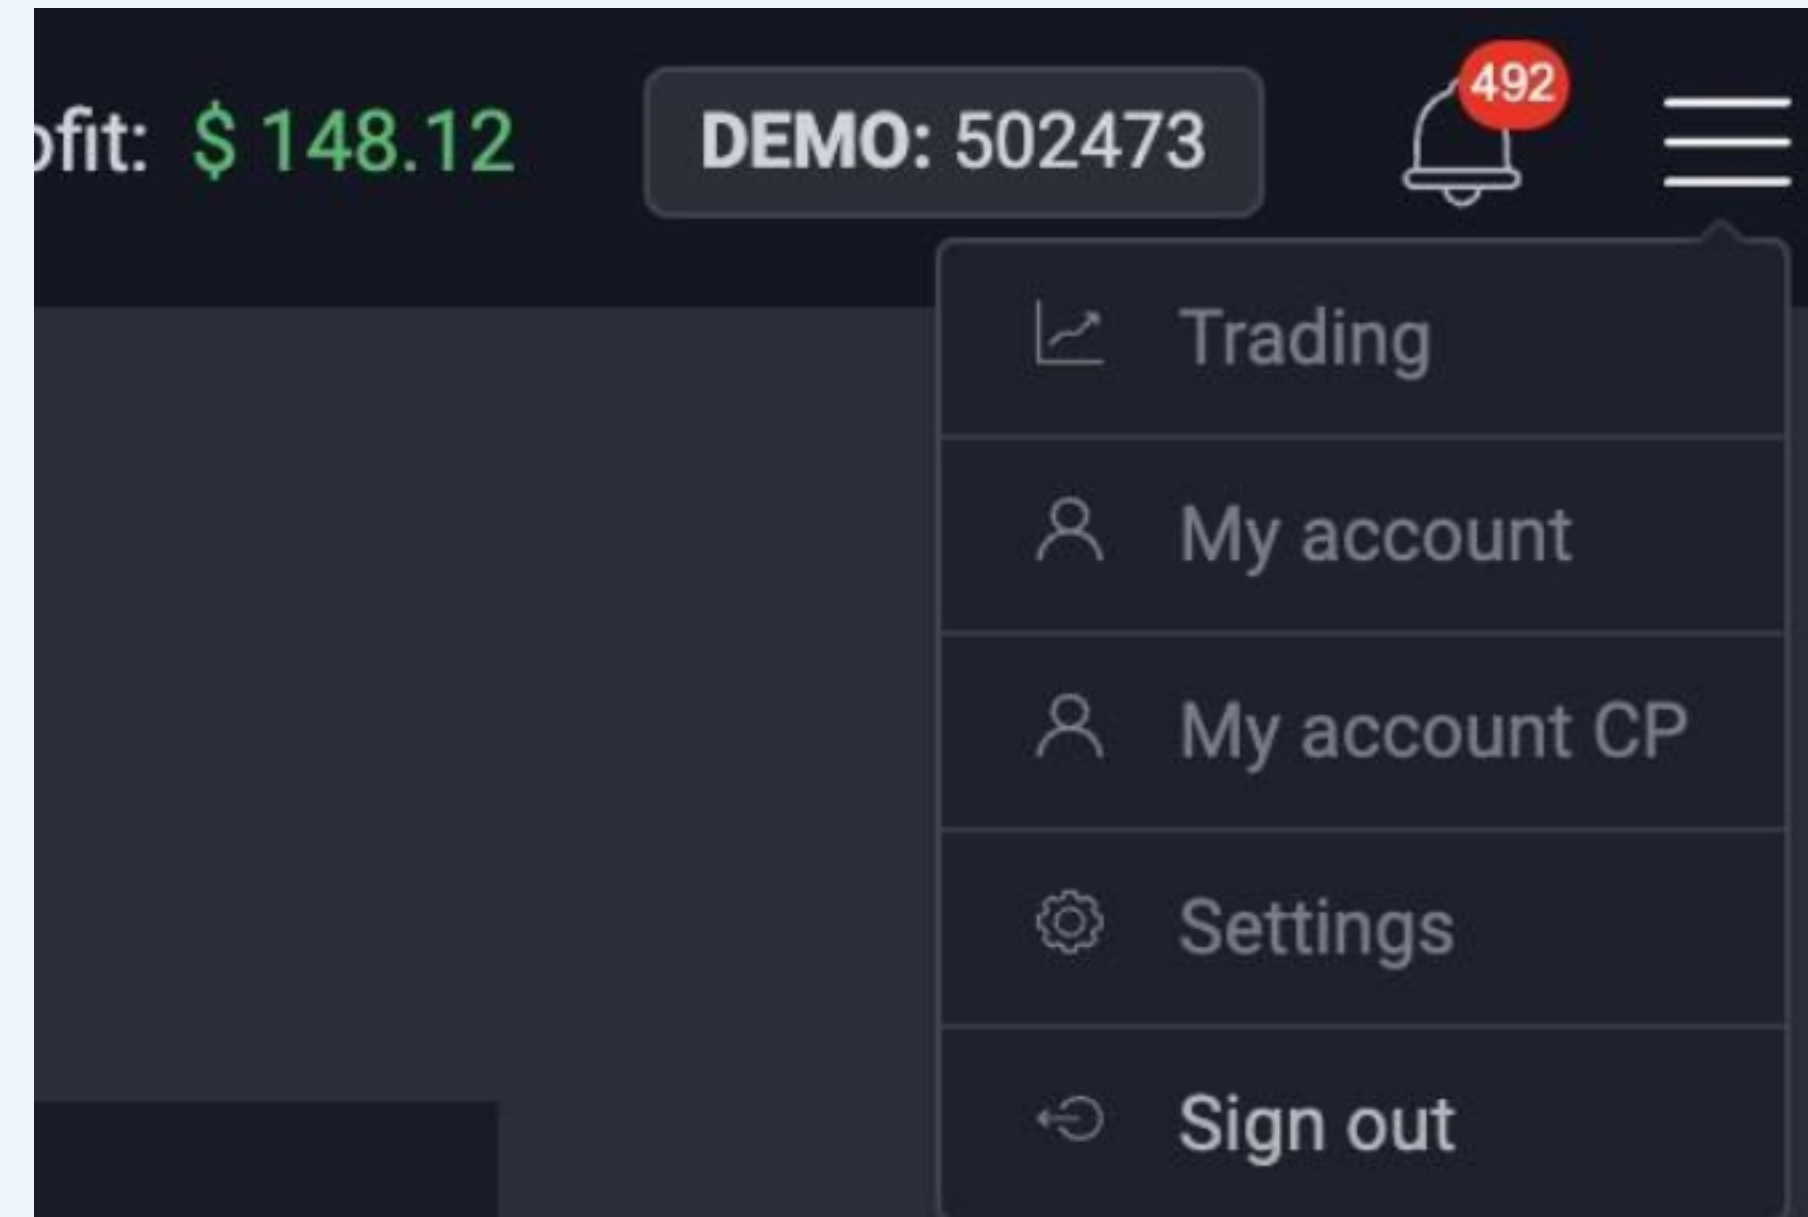 ofit: $ 148.12 DEMO: 502473 492
Trading
My account
My account CP
Settings
Sign out